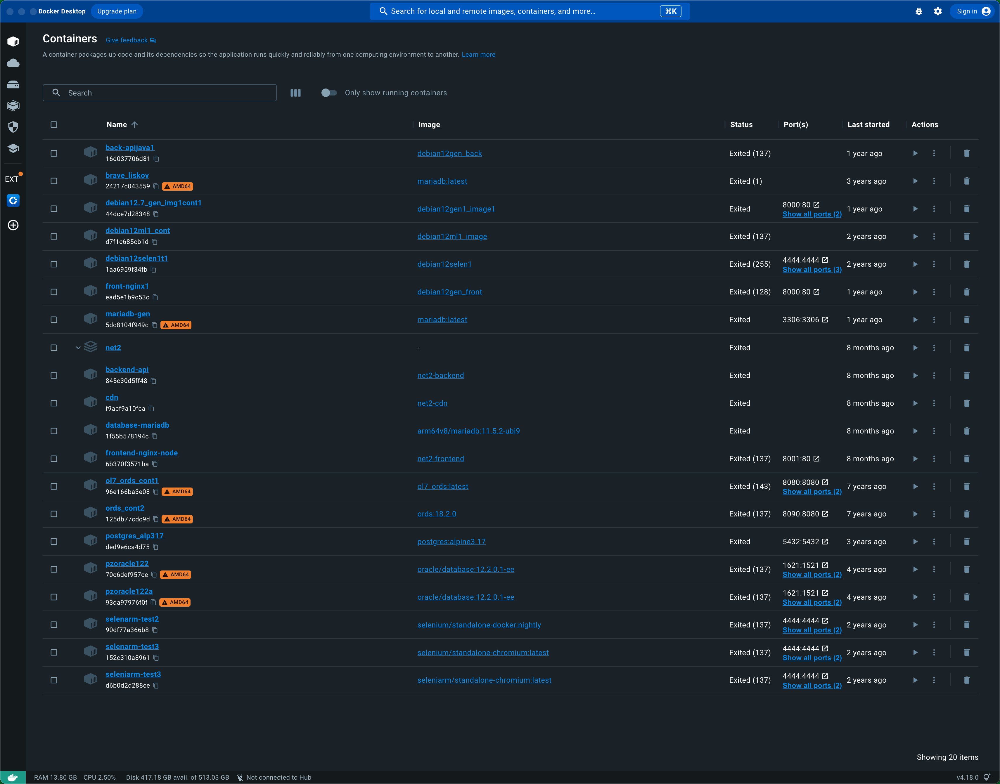 Docker Desktop Upgrade plan Search for local and remote images, containers, and more... ⌘K Sign in
Containers Give feedback
A container packages up code and its dependencies so the application runs quickly and reliably from one computing environment to another. Learn more
Search Only show running containers
Name Image Status Port(s) Last started Actions
back-apijava1
16d037706d81
debian12gen_back Exited (137) 1 year ago
brave_liskov
24217c043559 AMD64
mariadb:latest Exited (1) 3 years ago
EXT
debian12.7_gen_img1cont1
44dce7d28348
debian12gen1_image1 Exited 8000:80
Show all ports (2)
1 year ago
debian12ml1_cont
d7f1c685cb1d
debian12ml1_image Exited (137) 2 years ago
debian12selen1t1
1aa6959f34fb
debian12selen1 Exited (255) 4444:4444
Show all ports (3)
2 years ago
front-nginx1
ead5e1b9c53c
debian12gen_front Exited (128) 8000:80 1 year ago
mariadb-gen
5dc8104f949c AMD64
mariadb:latest Exited 3306:3306 1 year ago
net2 - Exited 8 months ago
backend-api
845c30d5ff48
net2-backend Exited 8 months ago
cdn
f9acf9a10fca
net2-cdn Exited 8 months ago
database-mariadb
1f55b578194c
arm64v8/mariadb:11.5.2-ubi9 Exited 8 months ago
frontend-nginx-node
6b370f3571ba
net2-frontend Exited (137) 8001:80 8 months ago
ol7_ords_cont1
96e166ba3e08 AMD64
ol7_ords:latest Exited (143) 8080:8080
Show all ports (2)
7 years ago
ords_cont2
125db77cdc9d AMD64
ords:18.2.0 Exited (137) 8090:8080 7 years ago
postgres_alp317
ded9e6ca4d75
postgres:alpine3.17 Exited 5432:5432 3 years ago
pzoracle122
70c6def957ce AMD64
oracle/database:12.2.0.1-ee Exited (137) 1621:1521
Show all ports (2)
4 years ago
pzoracle122a
93da97976f0f AMD64
oracle/database:12.2.0.1-ee Exited (137) 1621:1521
Show all ports (2)
4 years ago
selenarm-test2
90df77a366b8
selenium/standalone-docker:nightly Exited (137) 4444:4444
Show all ports (2)
2 years ago
selenarm-test3
152c310a8961
selenium/standalone-chromium:latest Exited (137) 4444:4444
Show all ports (2)
2 years ago
seleniarm-test3
d6b0d2d288ce
seleniarm/standalone-chromium:latest Exited (137) 4444:4444
Show all ports (2)
2 years ago
Showing 20 items
RAM 13.80 GB CPU 2.50% Disk 417.18 GB avail. of 513.03 GB Not connected to Hub v4.18.0